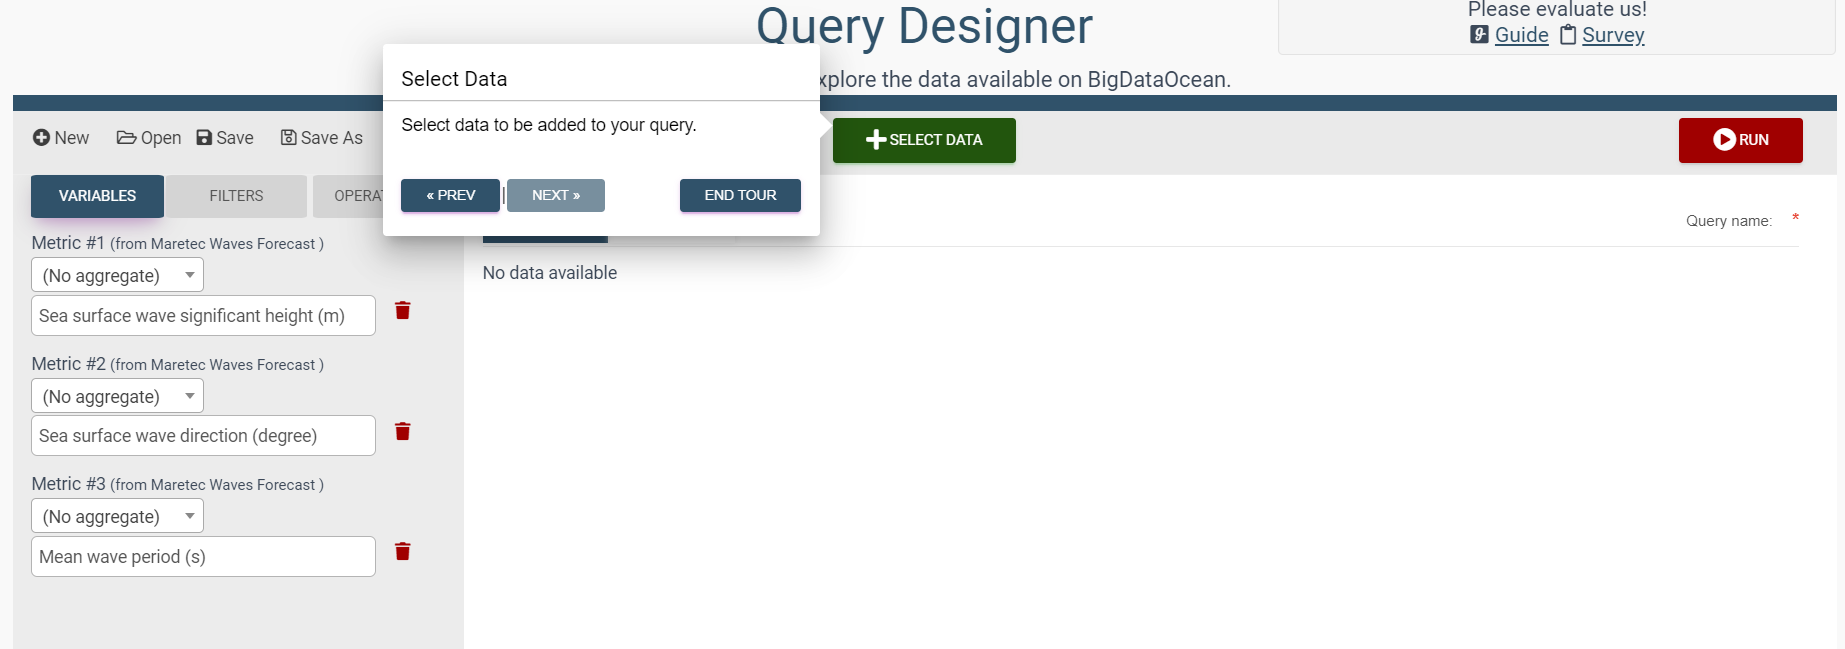 Query Designer
Please evaluate us!
Guide Survey
xplore the data available on BigDataOcean.
Select Data
Select data to be added to your query.
« PREV | NEXT » END TOUR
New Open Save Save As
SELECT DATA
RUN
VARIABLES FILTERS OPERA
Query name: *
Metric #1 (from Maretec Waves Forecast )
(No aggregate)
Sea surface wave significant height (m)
Metric #2 (from Maretec Waves Forecast )
(No aggregate)
Sea surface wave direction (degree)
Metric #3 (from Maretec Waves Forecast )
(No aggregate)
Mean wave period (s)
No data available